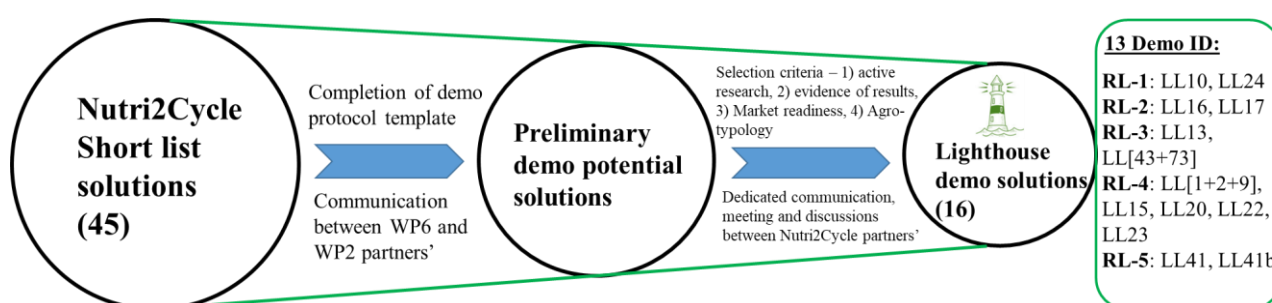 Nutri2Cycle
Short list
solutions
(45)
Completion of demo
protocol template
Communication
between WP6 and
WP2 partners’
Preliminary
demo potential
solutions
Selection criteria – 1) active
research, 2) evidence of results,
3) Market readiness, 4) Agro-
typology
Dedicated communication,
meeting and discussions
between Nutri2Cycle partners’
Lighthouse
demo solutions
(16)
13 Demo ID:
RL-1: LL10, LL24
RL-2: LL16, LL17
RL-3: LL13,
LL[43+73]
RL-4: LL[1+2+9],
LL15, LL20, LL22,
LL23
RL-5: LL41, LL41b